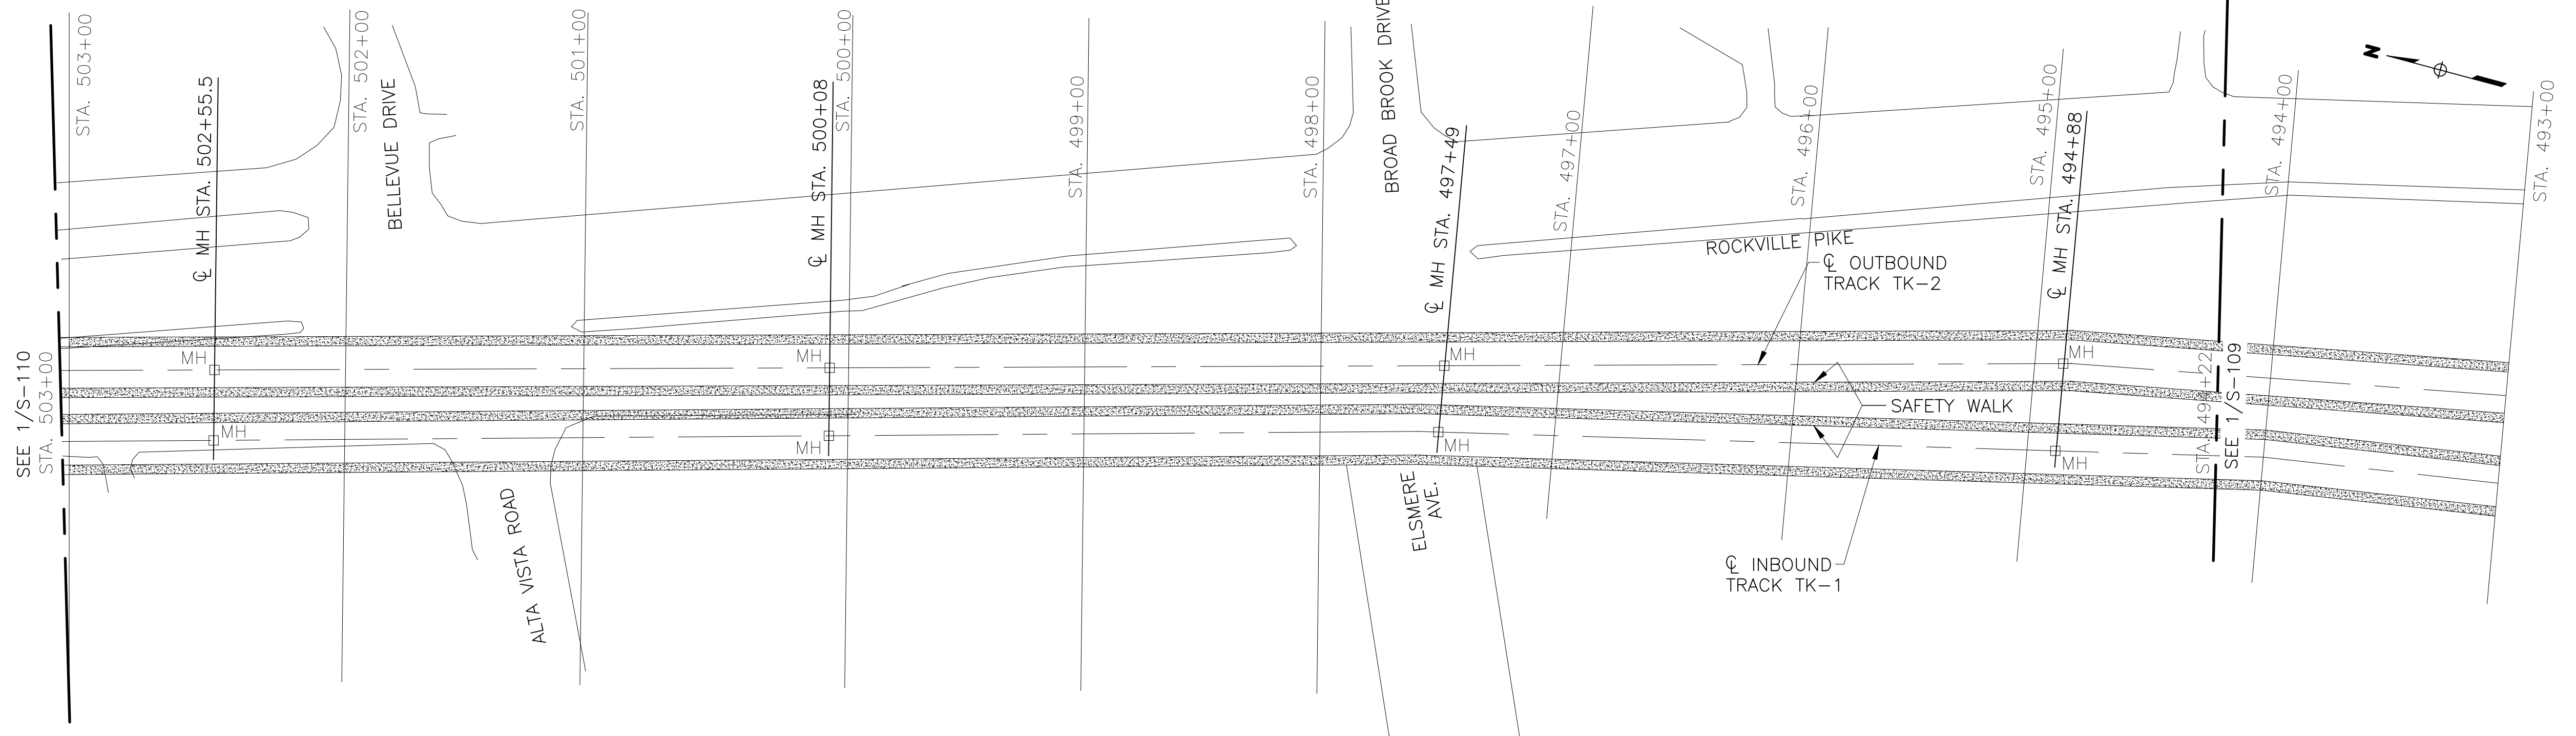 STA. 503+00
℄ MH STA. 502+55.5
STA. 502+00
BELLEVUE DRIVE
STA. 501+00
℄ MH STA. 500+08
STA. 500+00
STA. 499+00
STA. 498+00
BROAD BROOK DRIVE
℄ MH STA. 497+49
STA. 497+00
STA. 496+00
STA. 495+00
℄ MH STA. 494+88
STA. 494+00
STA. 493+00
N
ROCKVILLE PIKE
℄ OUTBOUND
TRACK TK-2
SEE 1/S-110
STA. 503+00
MH
MH
MH
MH
MH
MH
MH
MH
SAFETY WALK
STA. 494+22
SEE 1/S-109
ALTA VISTA ROAD
ELSMERE
AVE.
℄ INBOUND
TRACK TK-1